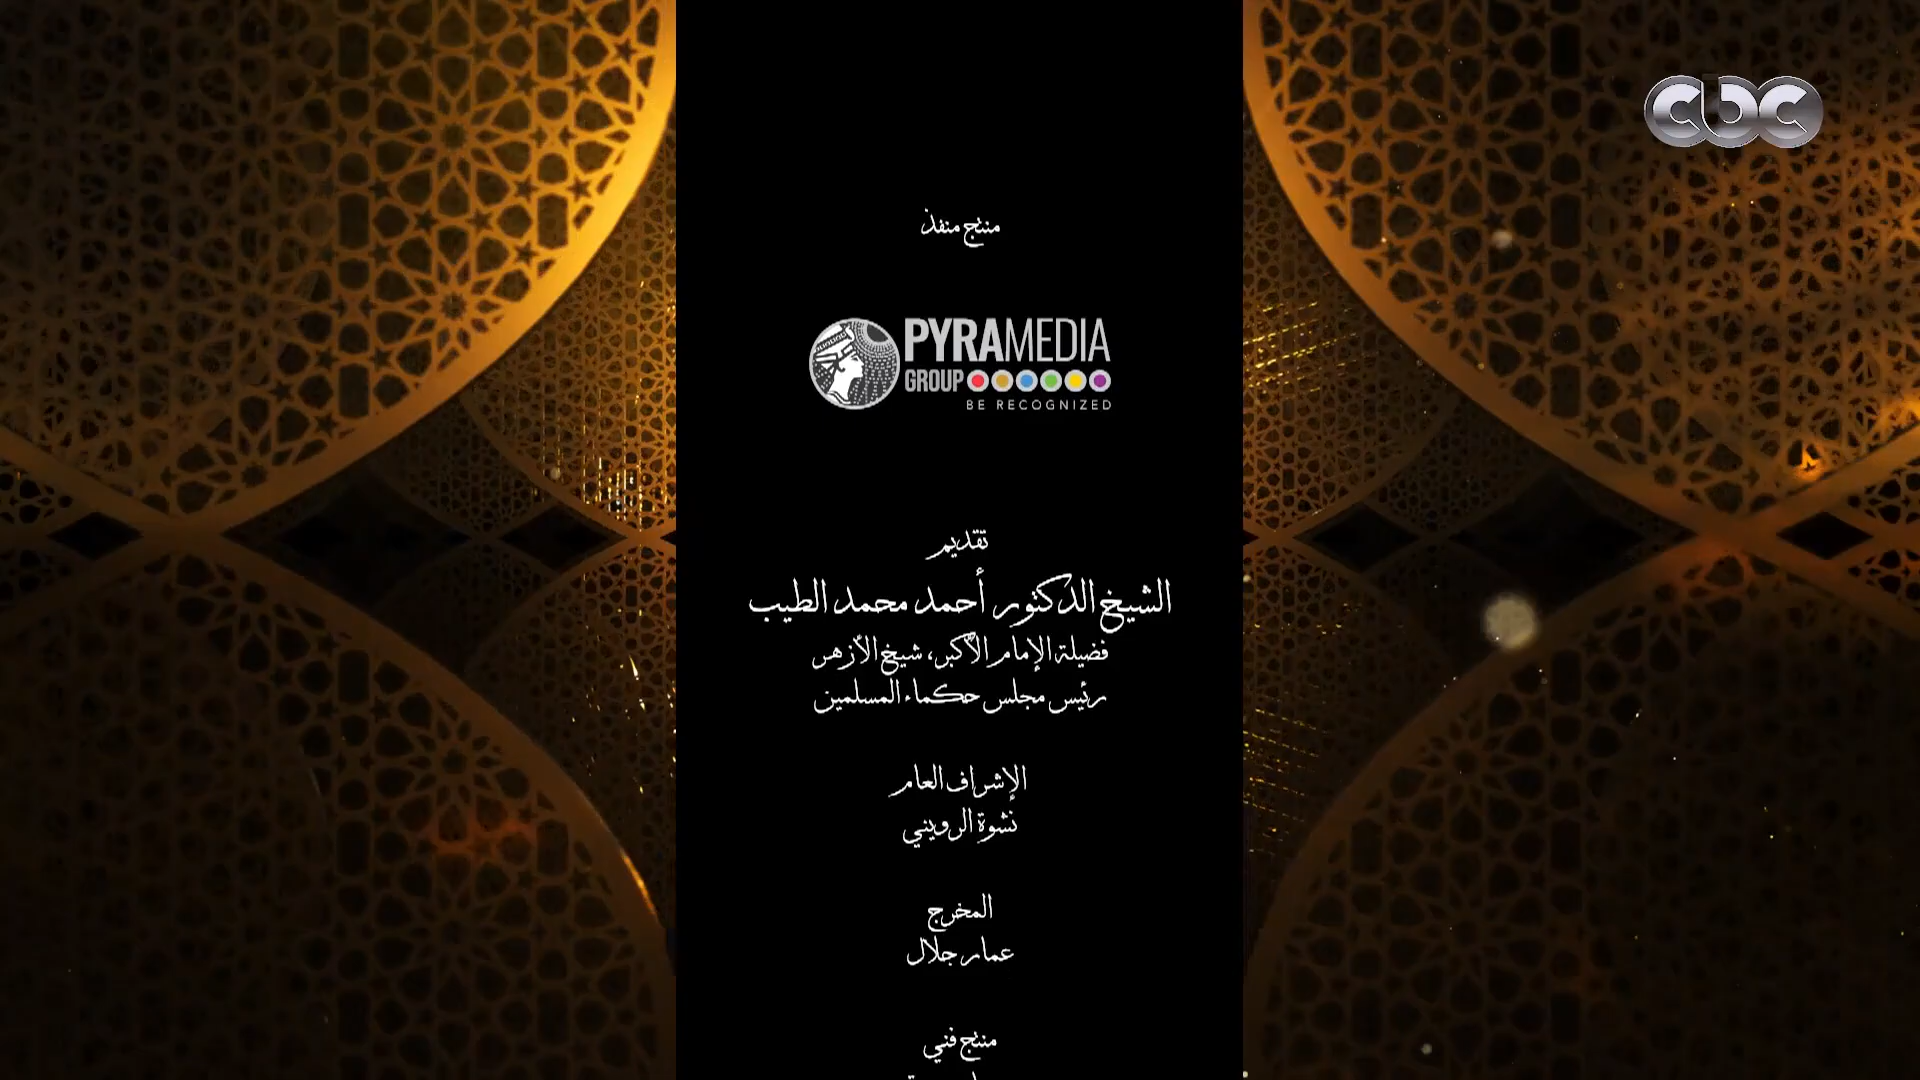 cbc
منتج منفذ
PYRAMEDIA
GROUP
BE RECOGNIZED
تقديم
الشيخ الدكتور أحمد محمد الطيب
فضيلة الإمام الأكبر، شيخ الأزهر
رئيس مجلس حكماء المسلمين
الإشراف العام
نشوة الرويني
المخرج
عمار جلال
منتج فني